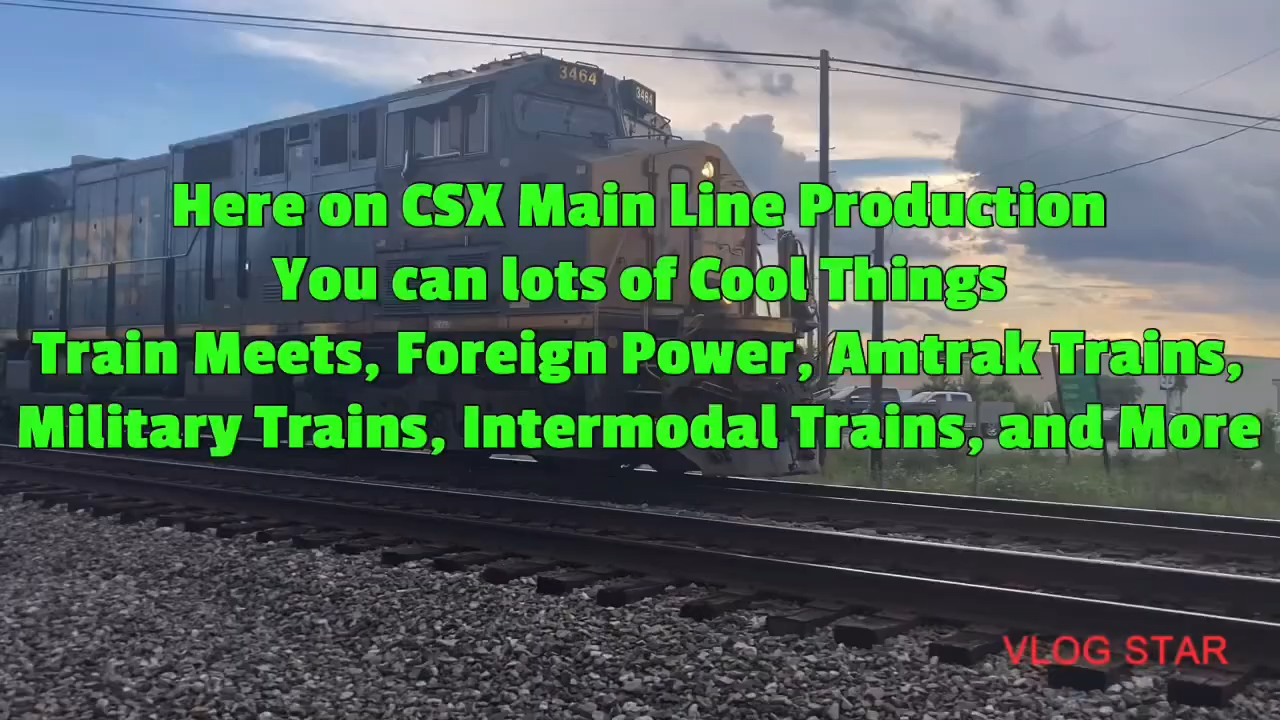 3464
3464
Here on CSX Main Line Production
You can lots of Cool Things
Train Meets, Foreign Power, Amtrak Trains,
Military Trains, Intermodal Trains, and More
VLOG STAR